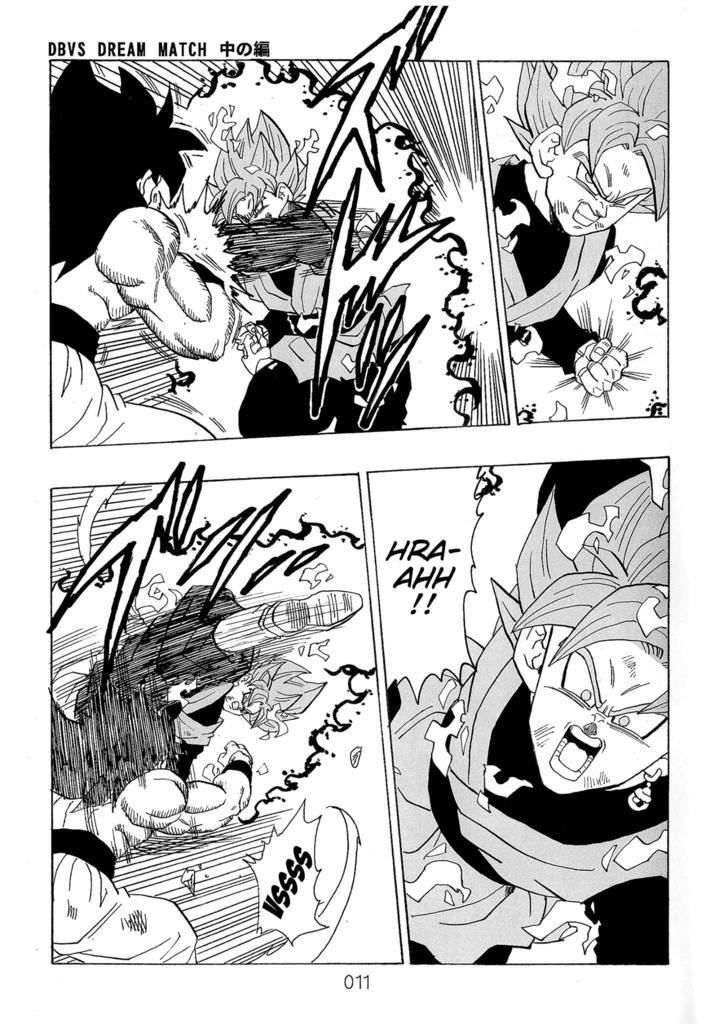 DBVS DREAM MATCH 中の編
HRA-
AHH
!!
VSSSS
011